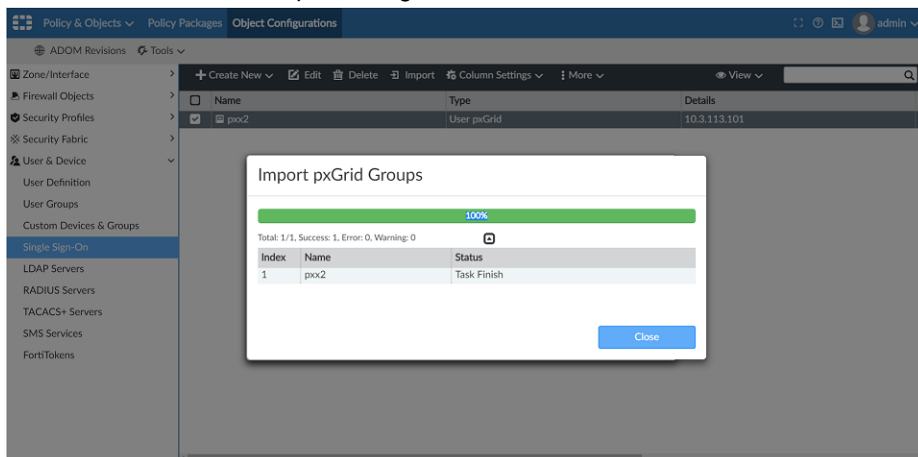 Policy & Objects Policy Packages Object Configurations admin
ADOM Revisions Tools
Zone/Interface
Firewall Objects
Security Profiles
Security Fabric
User & Device
User Definition
User Groups
Custom Devices & Groups
Single Sign-On
LDAP Servers
RADIUS Servers
TACACS+ Servers
SMS Services
FortiTokens
Create New Edit Delete Import Column Settings More View
Name Type Details
pxx2 User pxGrid 10.3.113.101
Import pxGrid Groups
100%
Total: 1/1, Success: 1, Error: 0, Warning: 0
Index Name Status
1 pxx2 Task Finish
Close